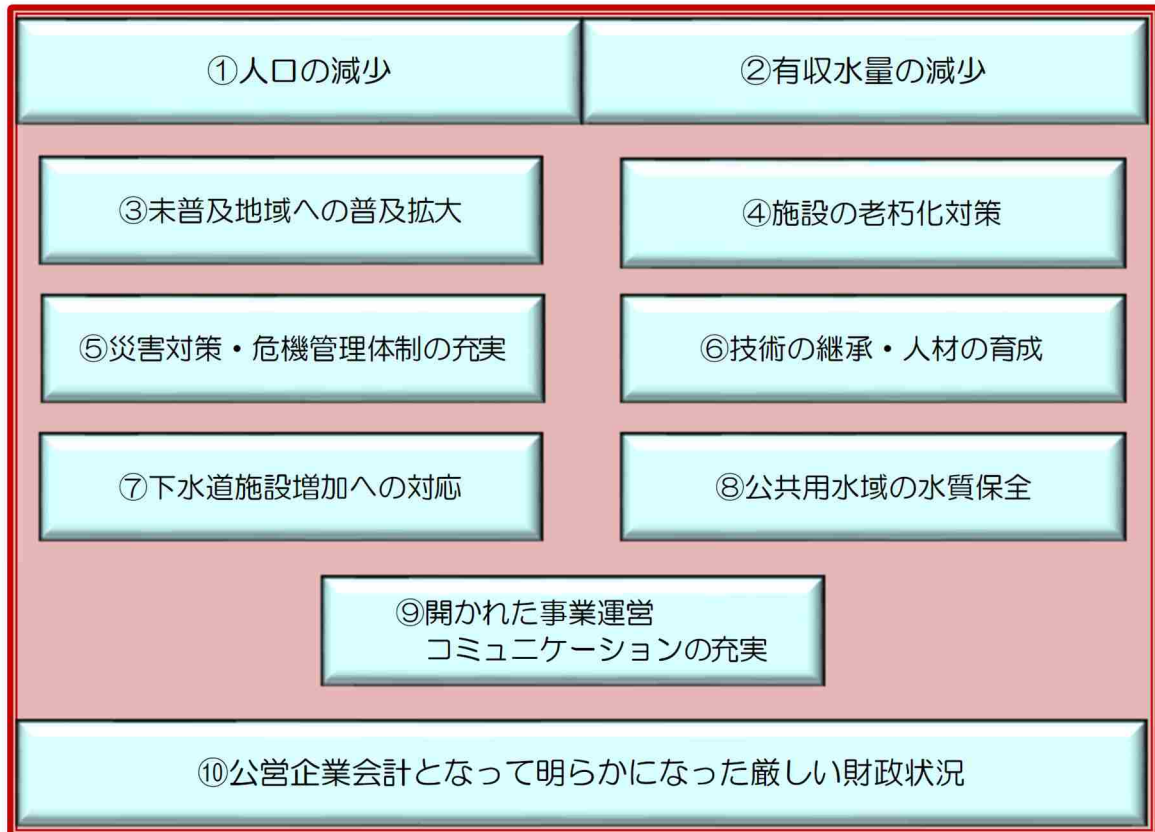 ①人口の減少
②有収水量の減少
③未普及地域への普及拡大
④施設の老朽化対策
⑤災害対策・危機管理体制の充実
⑥技術の継承・人材の育成
⑦下水道施設増加への対応
⑧公共用水域の水質保全
⑨開かれた事業運営
コミュニケーションの充実
⑩公営企業会計となって明らかになった厳しい財政状況